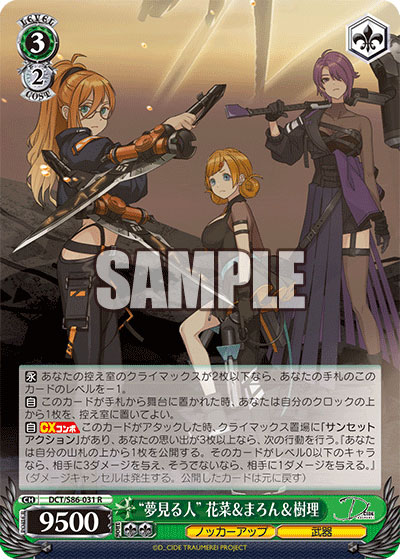 LEVEL
3
2
COST
SAMPLE
永 あなたの控え室のクライマックスが2枚以下なら、あなたの手札のこの
カードのレベルを－1。
自 このカードが手札から舞台に置かれた時、あなたは自分のクロックの上
から1枚を、控え室に置いてよい。
自 CXコンボ このカードがアタックした時、クライマックス置場に「サンセット
アクション」があり、あなたの思い出が3枚以上なら、次の行動を行う。『あなた
は自分の山札の上から1枚を公開する。そのカードがレベル0以下のキャ
ラなら、相手に3ダメージを与え、そうでないなら、相手に1ダメージを与える。』
（ダメージキャンセルは発生する。公開したカードは元に戻す）
CH
DCT/S86-031 R
“夢見る人” 花菜＆まろん＆樹理
POWER
9500
ノッカーアップ
武器
©D_CIDE TRAUMEREI PROJECT